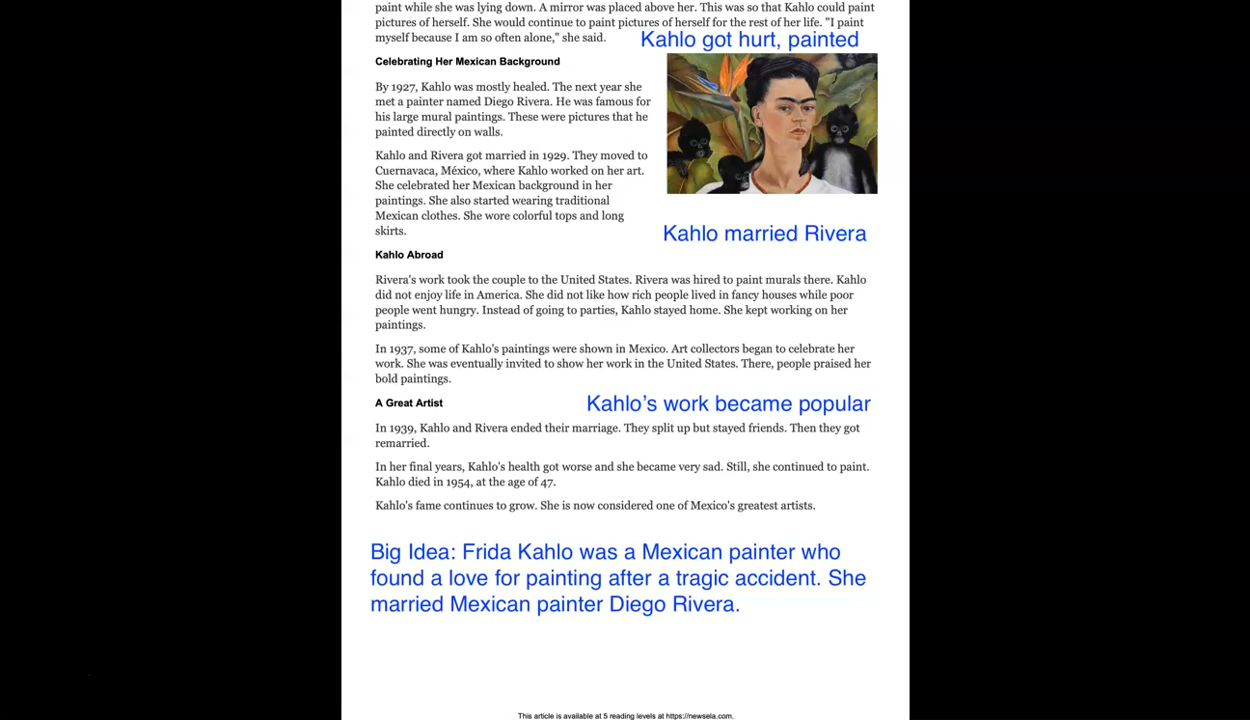 paint while she was lying down. A mirror was placed above her. This was so that Kahlo could paint
pictures of herself. She would continue to paint pictures of herself for the rest of her life. "I paint
myself because I am so often alone," she said.
Kahlo got hurt, painted
Celebrating Her Mexican Background
By 1927, Kahlo was mostly healed. The next year she
met a painter named Diego Rivera. He was famous for
his large mural paintings. These were pictures that he
painted directly on walls.
Kahlo and Rivera got married in 1929. They moved to
Cuernavaca, México, where Kahlo worked on her art.
She celebrated her Mexican background in her
paintings. She also started wearing traditional
Mexican clothes. She wore colorful tops and long
skirts.
Kahlo married Rivera
Kahlo Abroad
Rivera's work took the couple to the United States. Rivera was hired to paint murals there. Kahlo
did not enjoy life in America. She did not like how rich people lived in fancy houses while poor
people went hungry. Instead of going to parties, Kahlo stayed home. She kept working on her
paintings.
In 1937, some of Kahlo's paintings were shown in Mexico. Art collectors began to celebrate her
work. She was eventually invited to show her work in the United States. There, people praised her
bold paintings.
A Great Artist
Kahlo's work became popular
In 1939, Kahlo and Rivera ended their marriage. They split up but stayed friends. Then they got
remarried.
In her final years, Kahlo's health got worse and she became very sad. Still, she continued to paint.
Kahlo died in 1954, at the age of 47.
Kahlo's fame continues to grow. She is now considered one of Mexico's greatest artists.
Big Idea: Frida Kahlo was a Mexican painter who
found a love for painting after a tragic accident. She
married Mexican painter Diego Rivera.
This article is available at 5 reading levels at https://newsela.com.